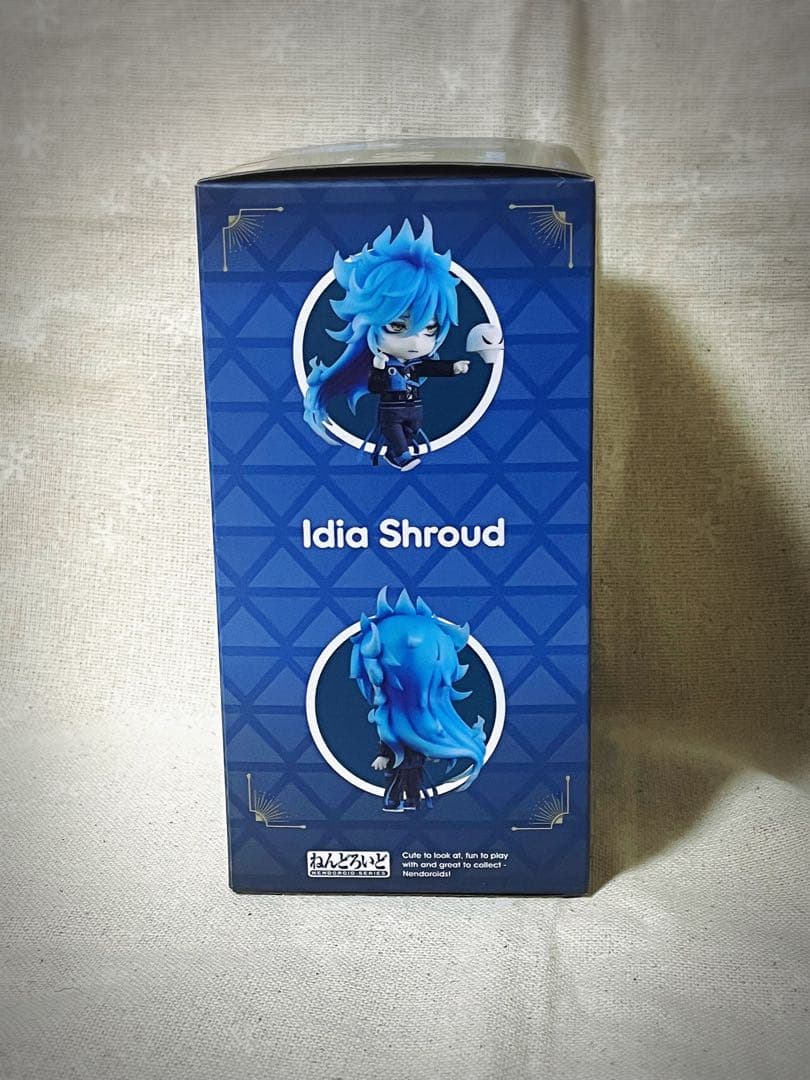 Idia Shroud
ねんどろいど
NENDOROID SERIES
Cute to look at, fun to play
with and great to collect -
Nendoroids!